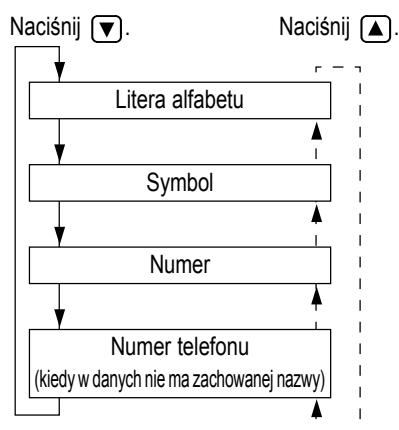 Naciśnij ▼. Naciśnij ▲.
Litera alfabetu
Symbol
Numer
Numer telefonu
(kiedy w danych nie ma zachowanej nazwy)